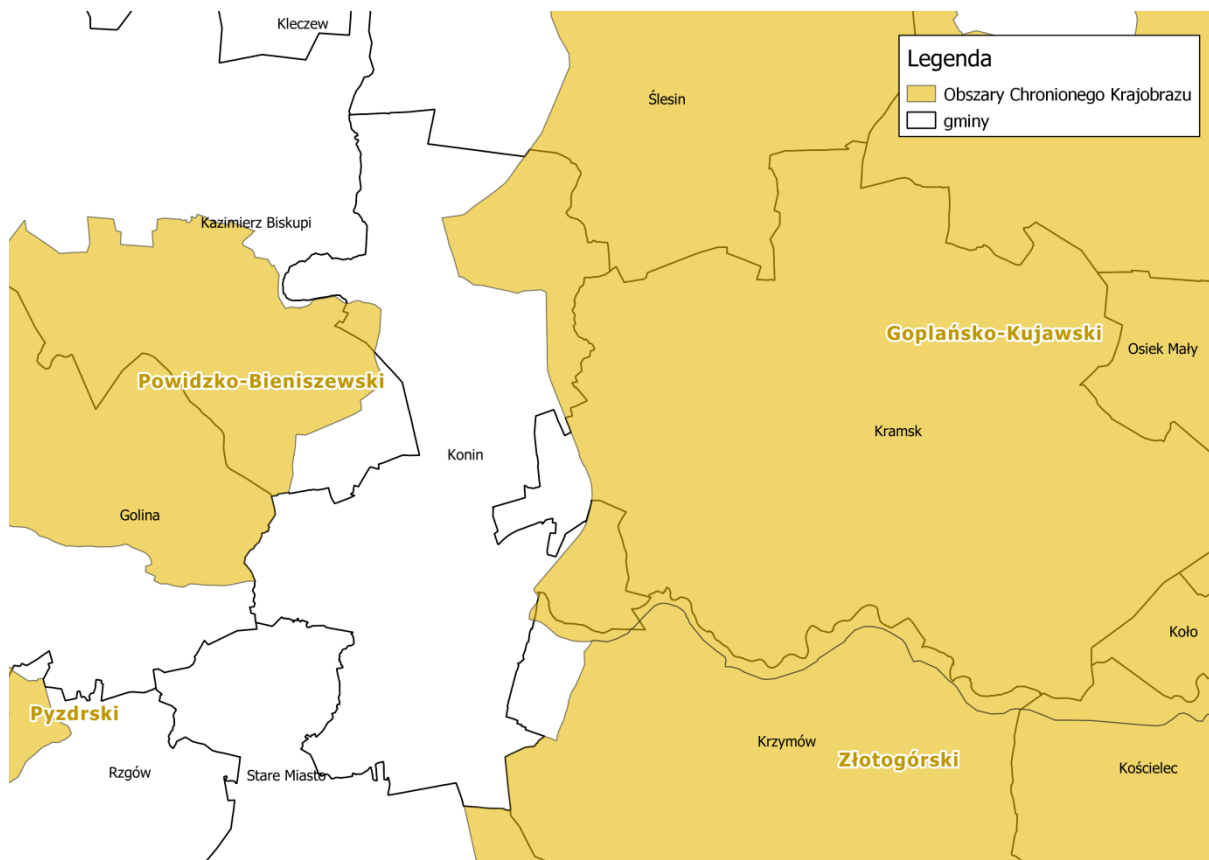 Kleczew
Legenda
Obszary Chronionego Krajobrazu
gminy
Ślesin
Kazimierz Biskupi
Goplańsko-Kujawski
Osiek Mały
Powidzko-Bieniszewski
Kramsk
Konin
Golina
Koło
Pyzdrski
Krzymów
Złotogórski
Rzgów
Stare Miasto
Kościelec